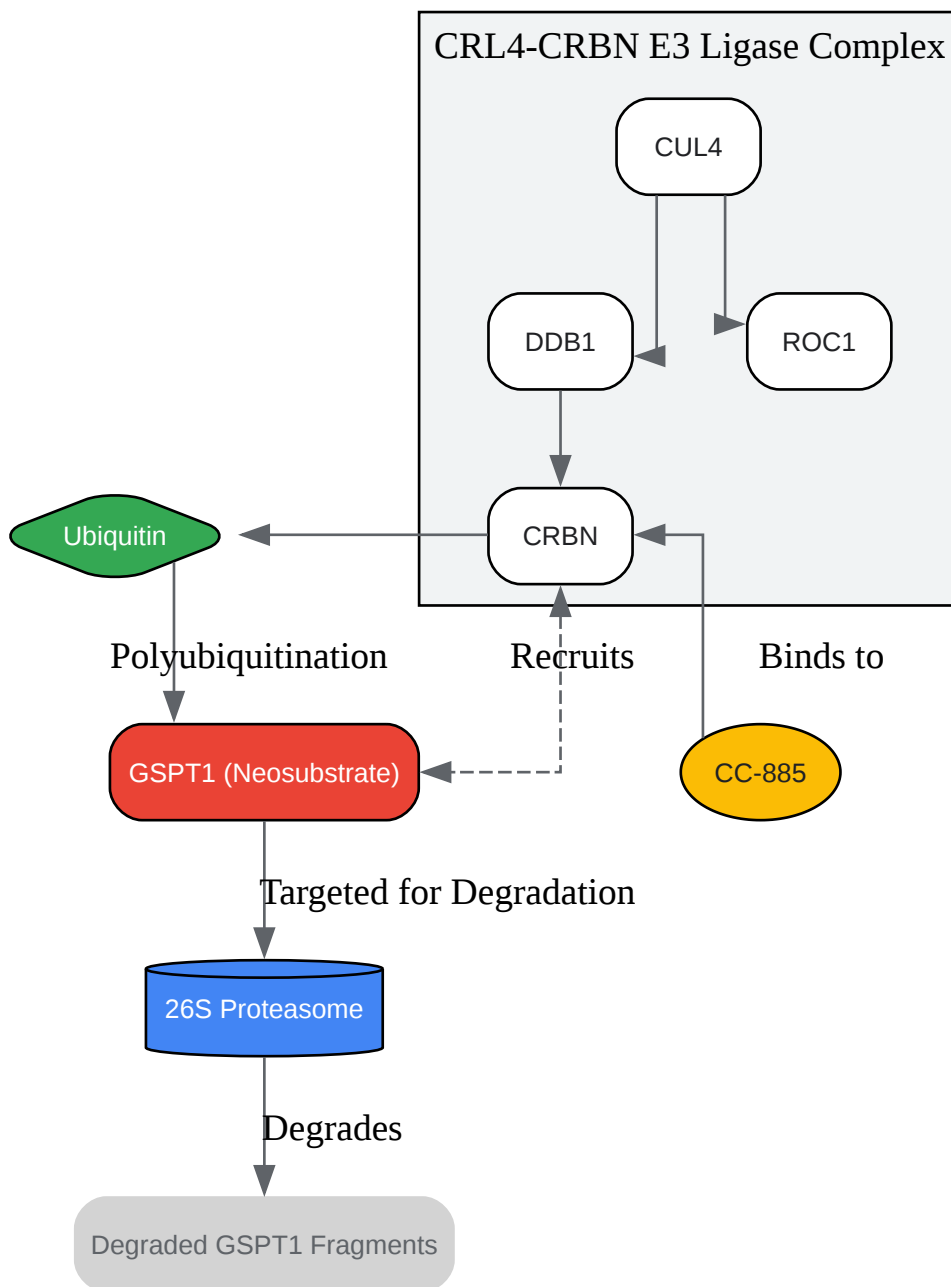 CRL4-CRBN E3 Ligase Complex
CUL4
DDB1
ROC1
Ubiquitin
CRBN
Polyubiquitination
Recruits
Binds to
GSPT1 (Neosubstrate)
CC-885
Targeted for Degradation
26S Proteasome
Degrades
Degraded GSPT1 Fragments